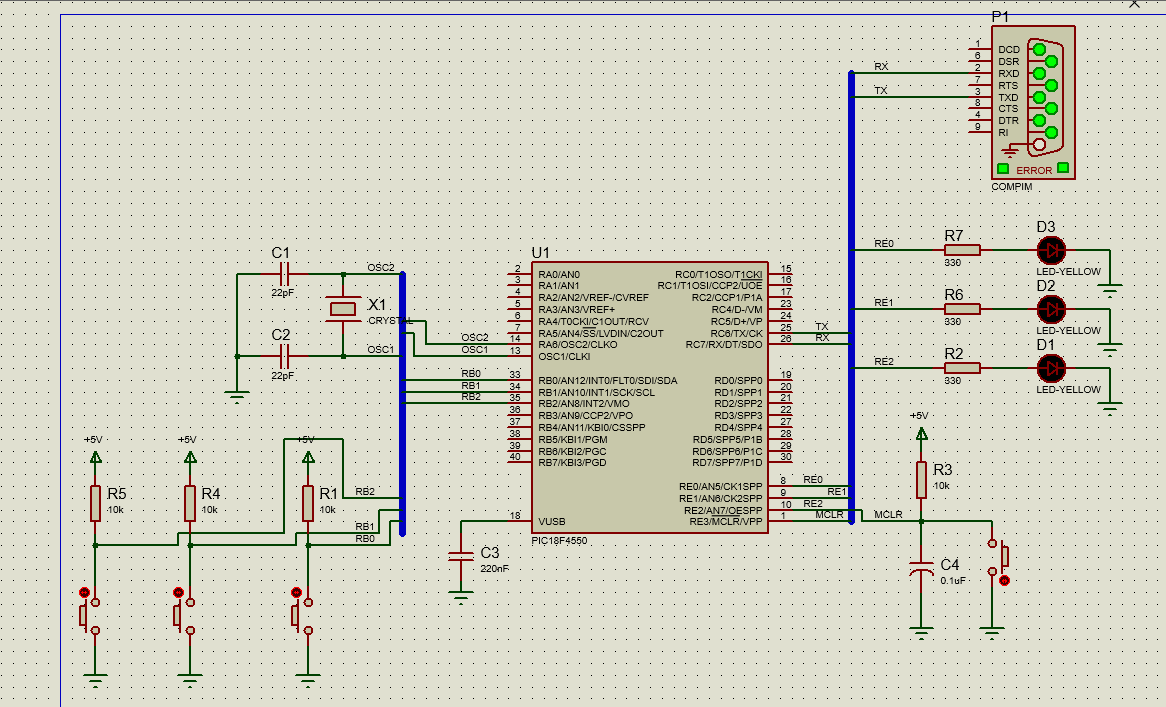 P1
1 DCD
6 DSR
RX 2 RXD
7 RTS
TX 3 TXD
8 CTS
4 DTR
9 RI
ERROR
COMPIM
C1
22pF
OSC2
X1
CRYSTAL
C2
22pF
OSC1
U1
2 RA0/AN0 RC0/T1OSO/T1CKI 15
3 RA1/AN1 RC1/T1OSI/CCP2/UOE 16
4 RA2/AN2/VREF-/CVREF RC2/CCP1/P1A 17
5 RA3/AN3/VREF+ RC4/D-/VM 23
6 RA4/T0CKI/C1OUT/RCV RC5/D+/VP 24
7 RA5/AN4/SS/LVDIN/C2OUT RC6/TX/CK 25 TX
OSC2 14 RA6/OSC2/CLKO RC7/RX/DT/SDO 26 RX
OSC1 13 OSC1/CLKI
RB0 33 RB0/AN12/INT0/FLT0/SDI/SDA RD0/SPP0 19
RB1 34 RB1/AN10/INT1/SCK/SCL RD1/SPP1 20
RB2 35 RB2/AN8/INT2/VMO RD2/SPP2 21
36 RB3/AN9/CCP2/VPO RD3/SPP3 22
37 RB4/AN11/KBI0/CSSPP RD4/SPP4 27
38 RB5/KBI1/PGM RD5/SPP5/P1B 28
39 RB6/KBI2/PGC RD6/SPP6/P1C 29
40 RB7/KBI3/PGD RD7/SPP7/P1D 30
RE0/AN5/CK1SPP 8 RE0
RE1/AN6/CK2SPP 9 RE1
RE2/AN7/OESPP 10 RE2
18 VUSB RE3/MCLR/VPP 1 MCLR
PIC18F4550
RE0
R7
330
D3
LED-YELLOW
RE1
R6
330
D2
LED-YELLOW
RE2
R2
330
D1
LED-YELLOW
+5V
R3
10k
MCLR
C4
0.1uF
C3
220nF
+5V +5V +5V
R5 R4 R1
10k 10k 10k
RB2
RB1
RB0